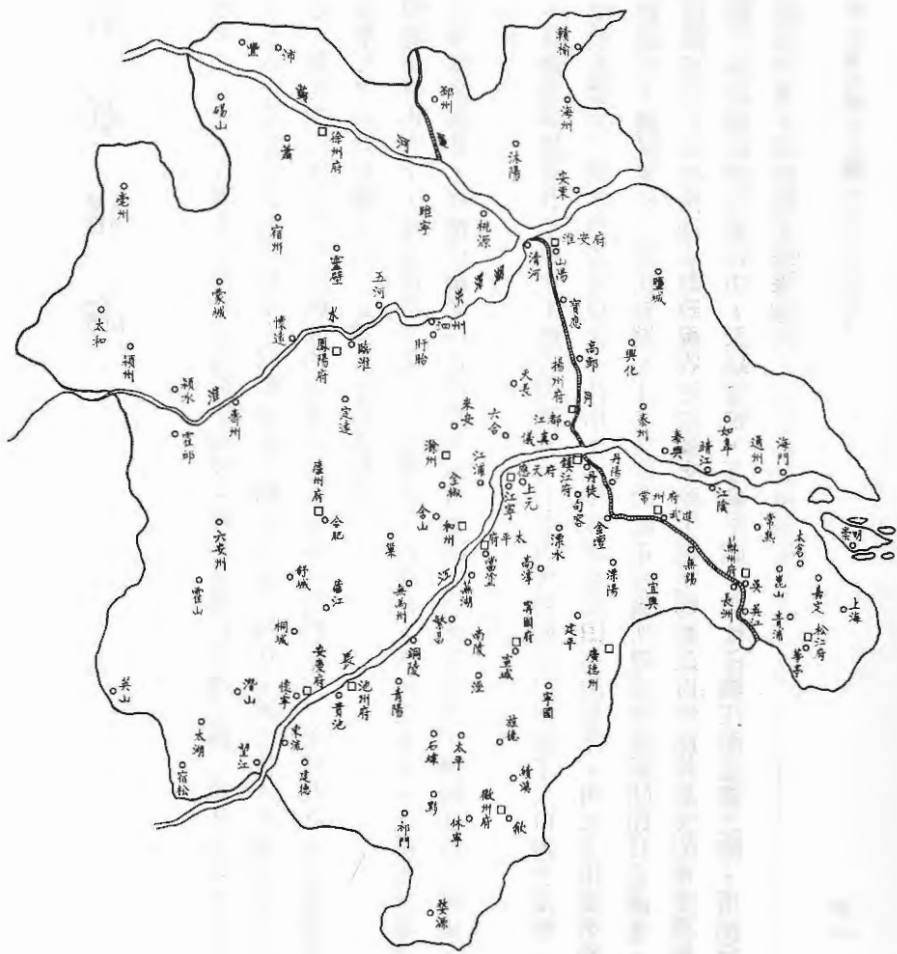 豐
沛
贛榆
碭山
蕭
黃
徐州府
河
邳州
海州
沭陽
安東
亳州
宿州
睢寧
桃源
淮安府
清河
山陽
靈壁
五河
洪澤湖
泗州
盱眙
寶應
鹽城
太和
蒙城
懷遠
水
鳳陽府
臨淮
潁州
潁水
淮
壽州
霍邱
定遠
天長
高郵
興化
揚州府
江都
儀真
泰州
泰興
如皋
靖江
通州
海門
來安
六合
滁州
江浦
全椒
應天府
江寧
上元
鎮江府
丹徒
丹陽
江陰
崇明
廬州府
合肥
含山
和州
句容
金壇
常州府
武進
常熟
太倉
六安州
巢
太平府
當塗
溧水
高淳
溧陽
宜興
無錫
蘇州府
長洲
吳
吳江
崑山
嘉定
上海
青浦
松江府
華亭
霍山
舒城
廬江
無為州
蕪湖
繁昌
桐城
南陵
寧國府
宣城
建平
廣德州
銅陵
安慶府
長
江
懷寧
池州府
貴池
青陽
涇
寧國
英山
潛山
太湖
宿松
望江
東流
建德
石埭
太平
旌德
績溪
黟
徽州府
歙
休寧
祁門
婺源